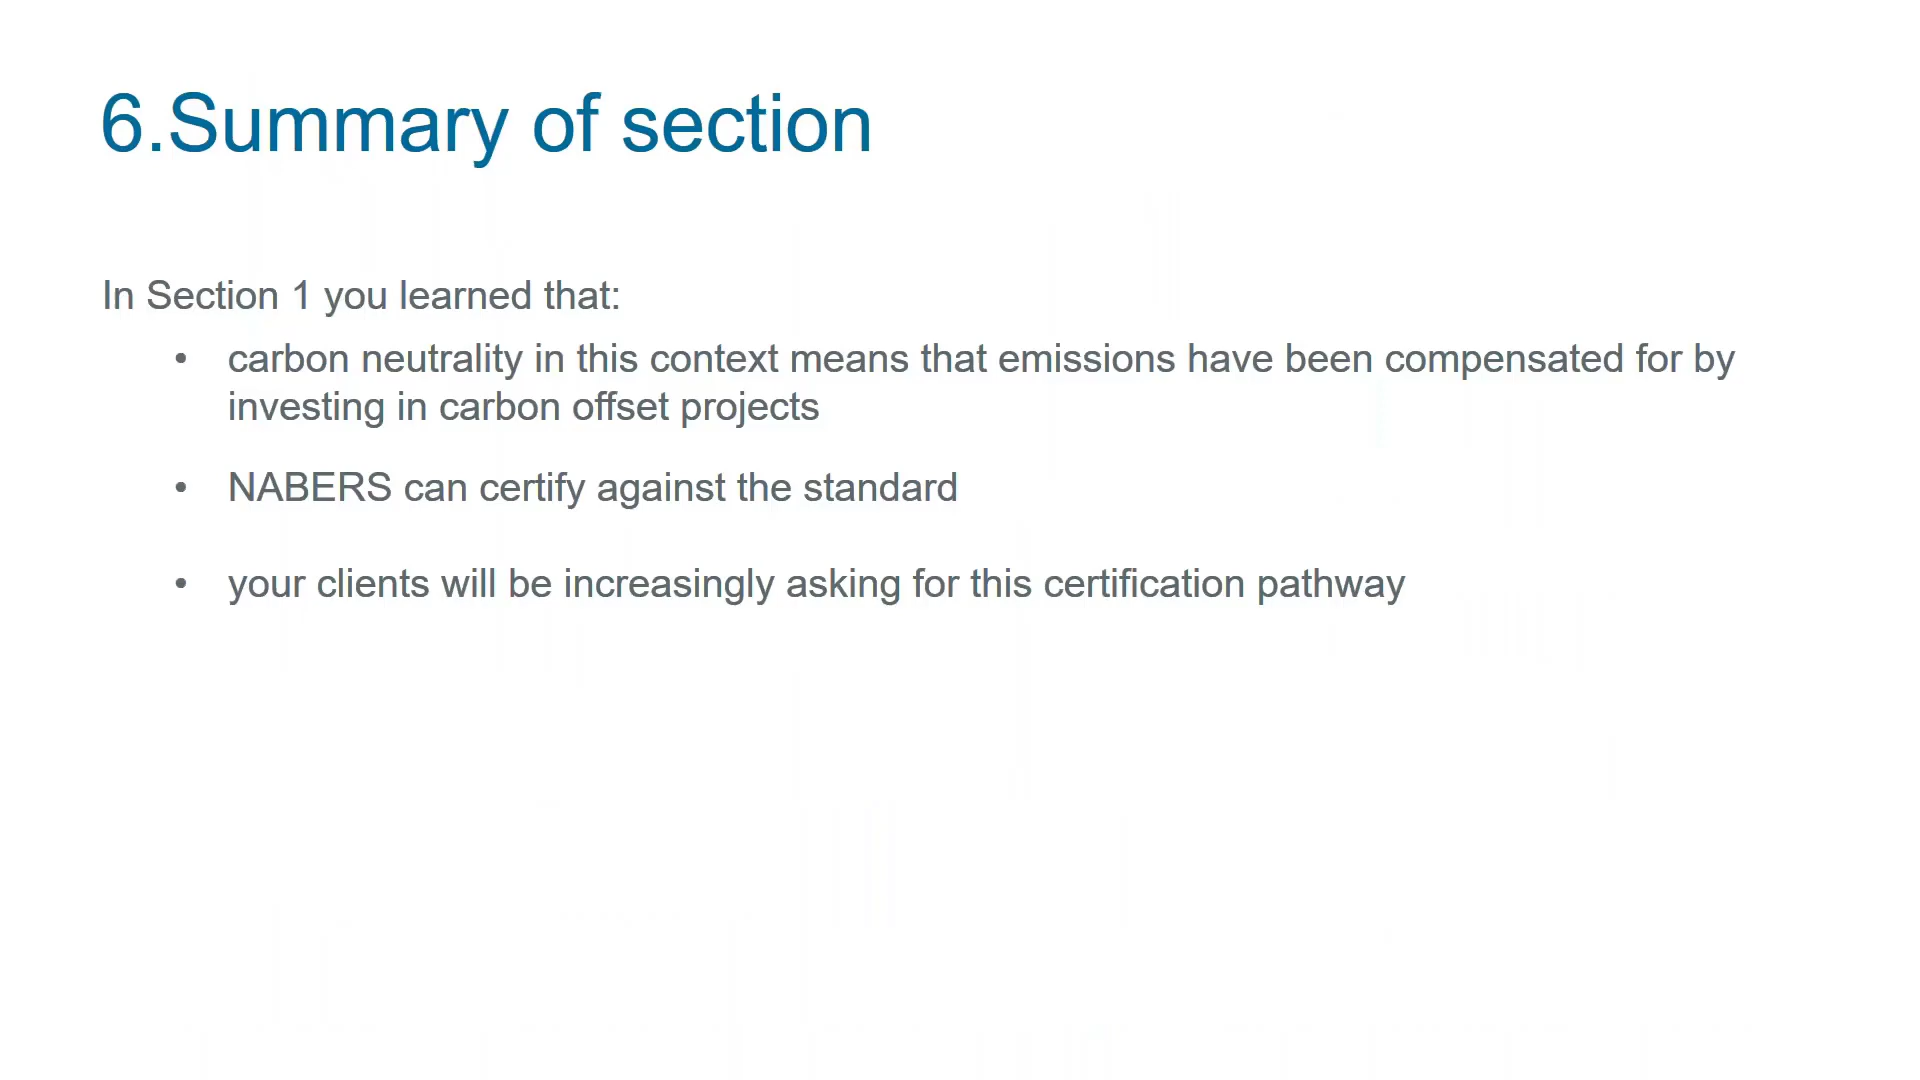 6.Summary of section
In Section 1 you learned that:
• carbon neutrality in this context means that emissions have been compensated for by
investing in carbon offset projects
• NABERS can certify against the standard
• your clients will be increasingly asking for this certification pathway